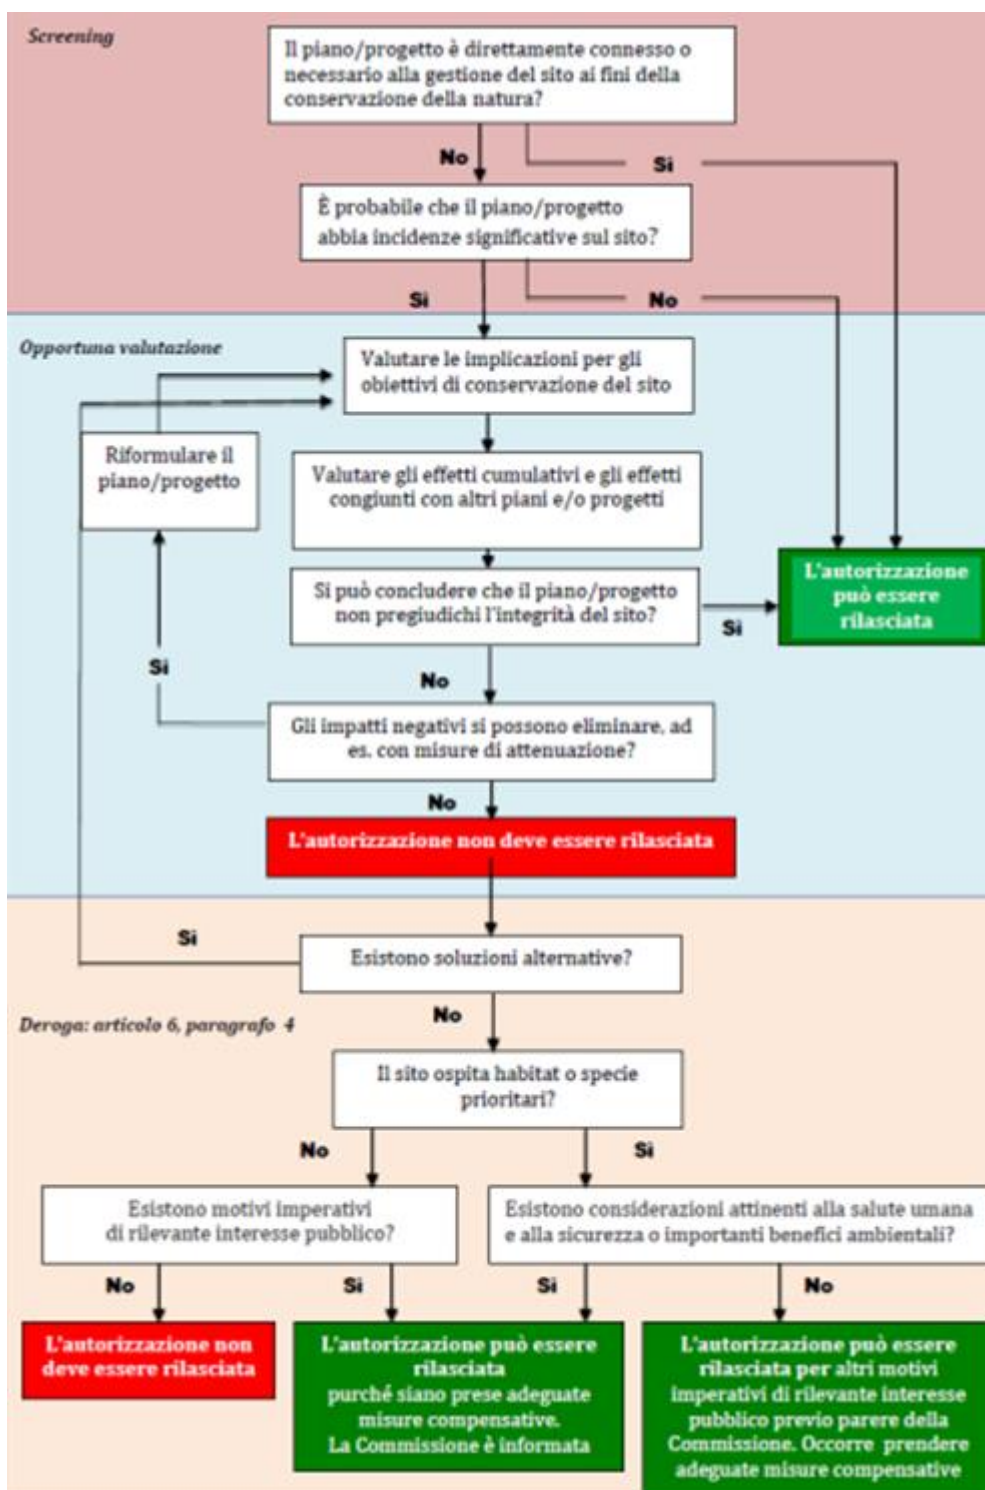 Screening
Il piano/progetto è direttamente connesso o
necessario alla gestione del sito ai fini della
conservazione della natura?
No
Sì
È probabile che il piano/progetto
abbia incidenze significative sul sito?
Sì
No
Opportuna valutazione
Valutare le implicazioni per gli
obiettivi di conservazione del sito
Riformulare il
piano/progetto
Valutare gli effetti cumulativi e gli effetti
congiunti con altri piani e/o progetti
Si può concludere che il piano/progetto
non pregiudichi l'integrità del sito?
Sì
L'autorizzazione
può essere
rilasciata
Sì
No
Gli impatti negativi si possono eliminare, ad
es. con misure di attenuazione?
No
L'autorizzazione non deve essere rilasciata
Sì
Esistono soluzioni alternative?
No
Deroga: articolo 6, paragrafo 4
Il sito ospita habitat o specie
prioritari?
No
Sì
Esistono motivi imperativi
di rilevante interesse pubblico?
Esistono considerazioni attinenti alla salute umana
e alla sicurezza o importanti benefici ambientali?
No
Sì
Sì
No
L'autorizzazione non
deve essere rilasciata
L'autorizzazione può essere
rilasciata
purché siano prese adeguate
misure compensative.
La Commissione è informata
L'autorizzazione può essere
rilasciata per altri motivi
imperativi di rilevante interesse
pubblico previo parere della
Commissione. Occorre prendere
adeguate misure compensative